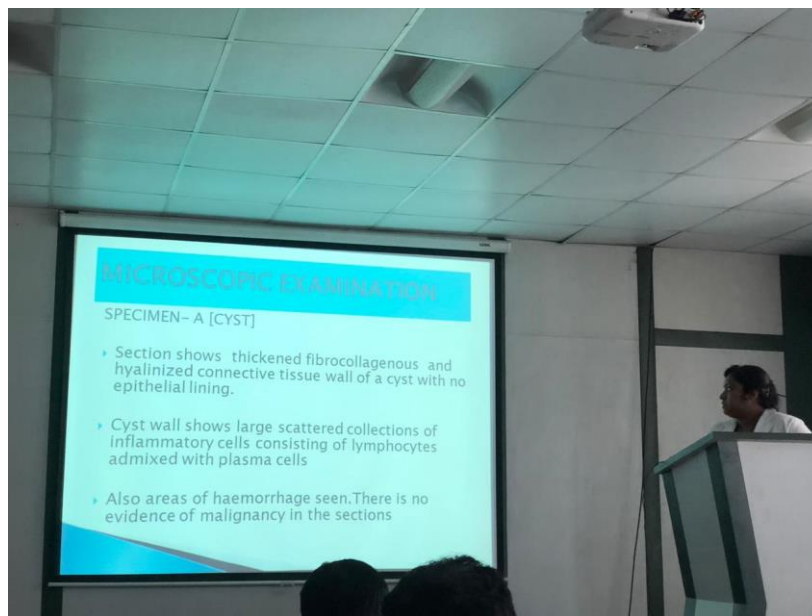 MICROSCOPIC EXAMINATION
SPECIMEN- A [CYST]
Section shows thickened fibrocollagenous and
hyalinized connective tissue wall of a cyst with no
epithelial lining.
Cyst wall shows large scattered collections of
inflammatory cells consisting of lymphocytes
admixed with plasma cells
Also areas of haemorrhage seen.There is no
evidence of malignancy in the sections